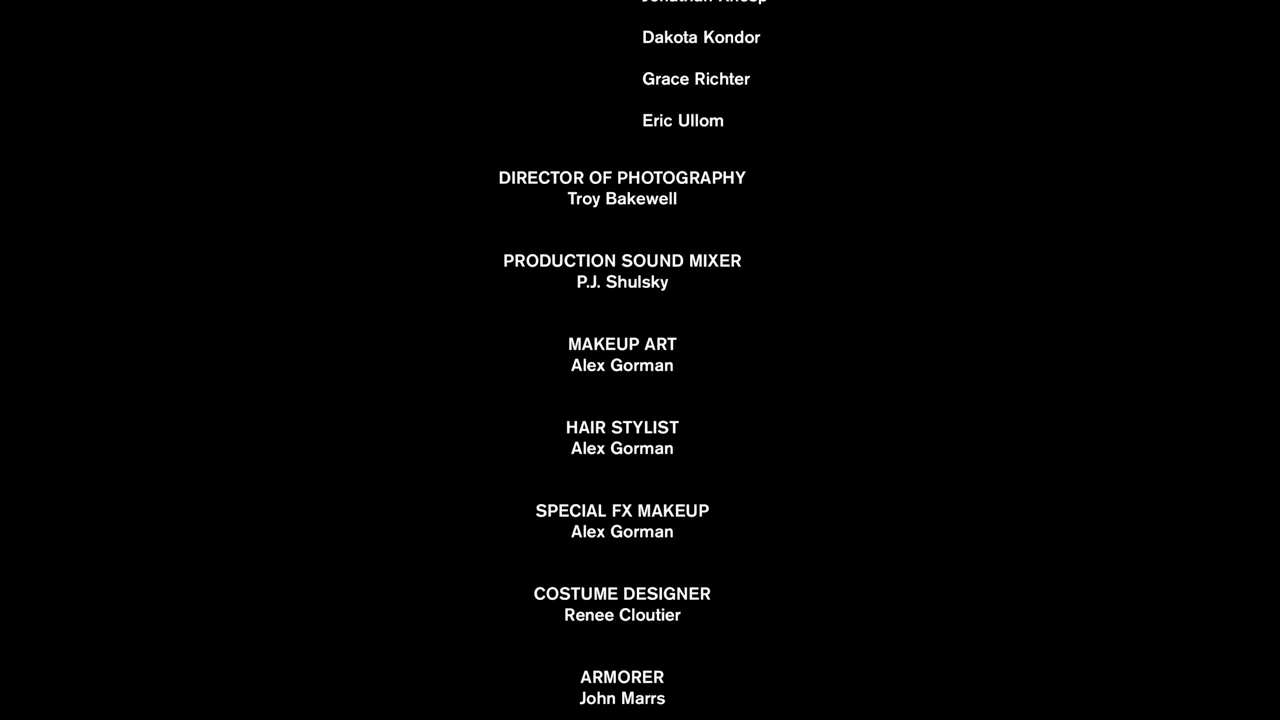 Dakota Kondor
Grace Richter
Eric Ullom
DIRECTOR OF PHOTOGRAPHY
Troy Bakewell
PRODUCTION SOUND MIXER
P.J. Shulsky
MAKEUP ART
Alex Gorman
HAIR STYLIST
Alex Gorman
SPECIAL FX MAKEUP
Alex Gorman
COSTUME DESIGNER
Renee Cloutier
ARMORER
John Marrs